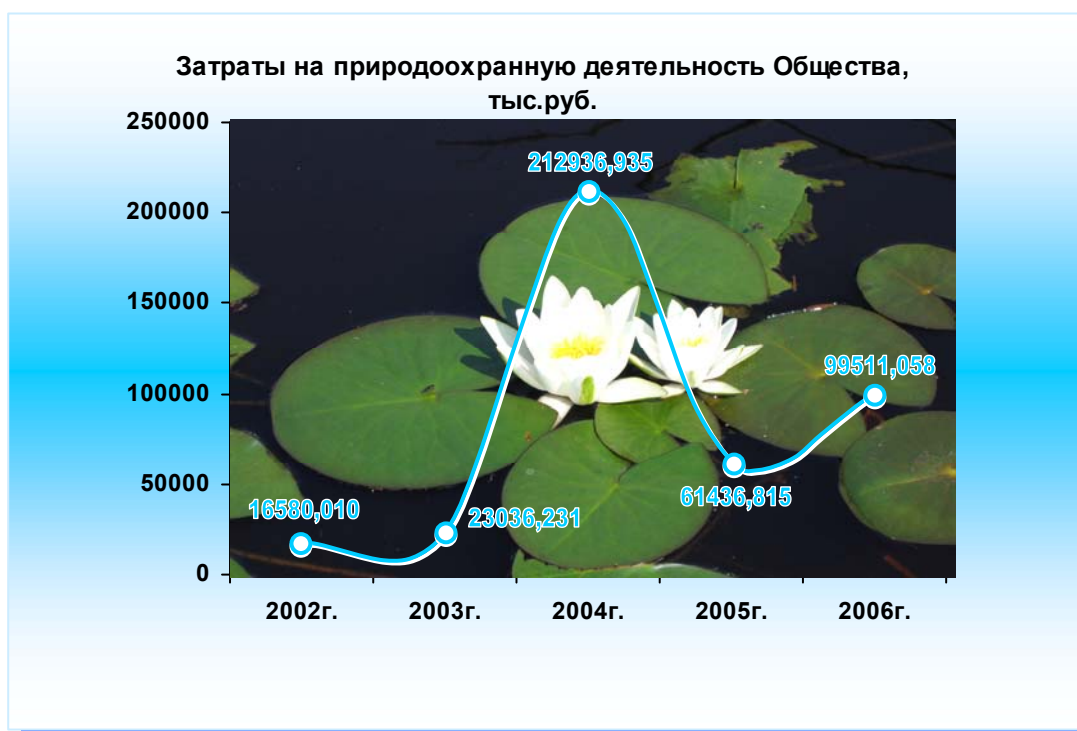 Затраты на природоохранную деятельность Общества,
тыс.руб.
250000
200000
150000
100000
50000
0
16580,010
23036,231
212936,935
61436,815
99511,058
2002г.
2003г.
2004г.
2005г.
2006г.